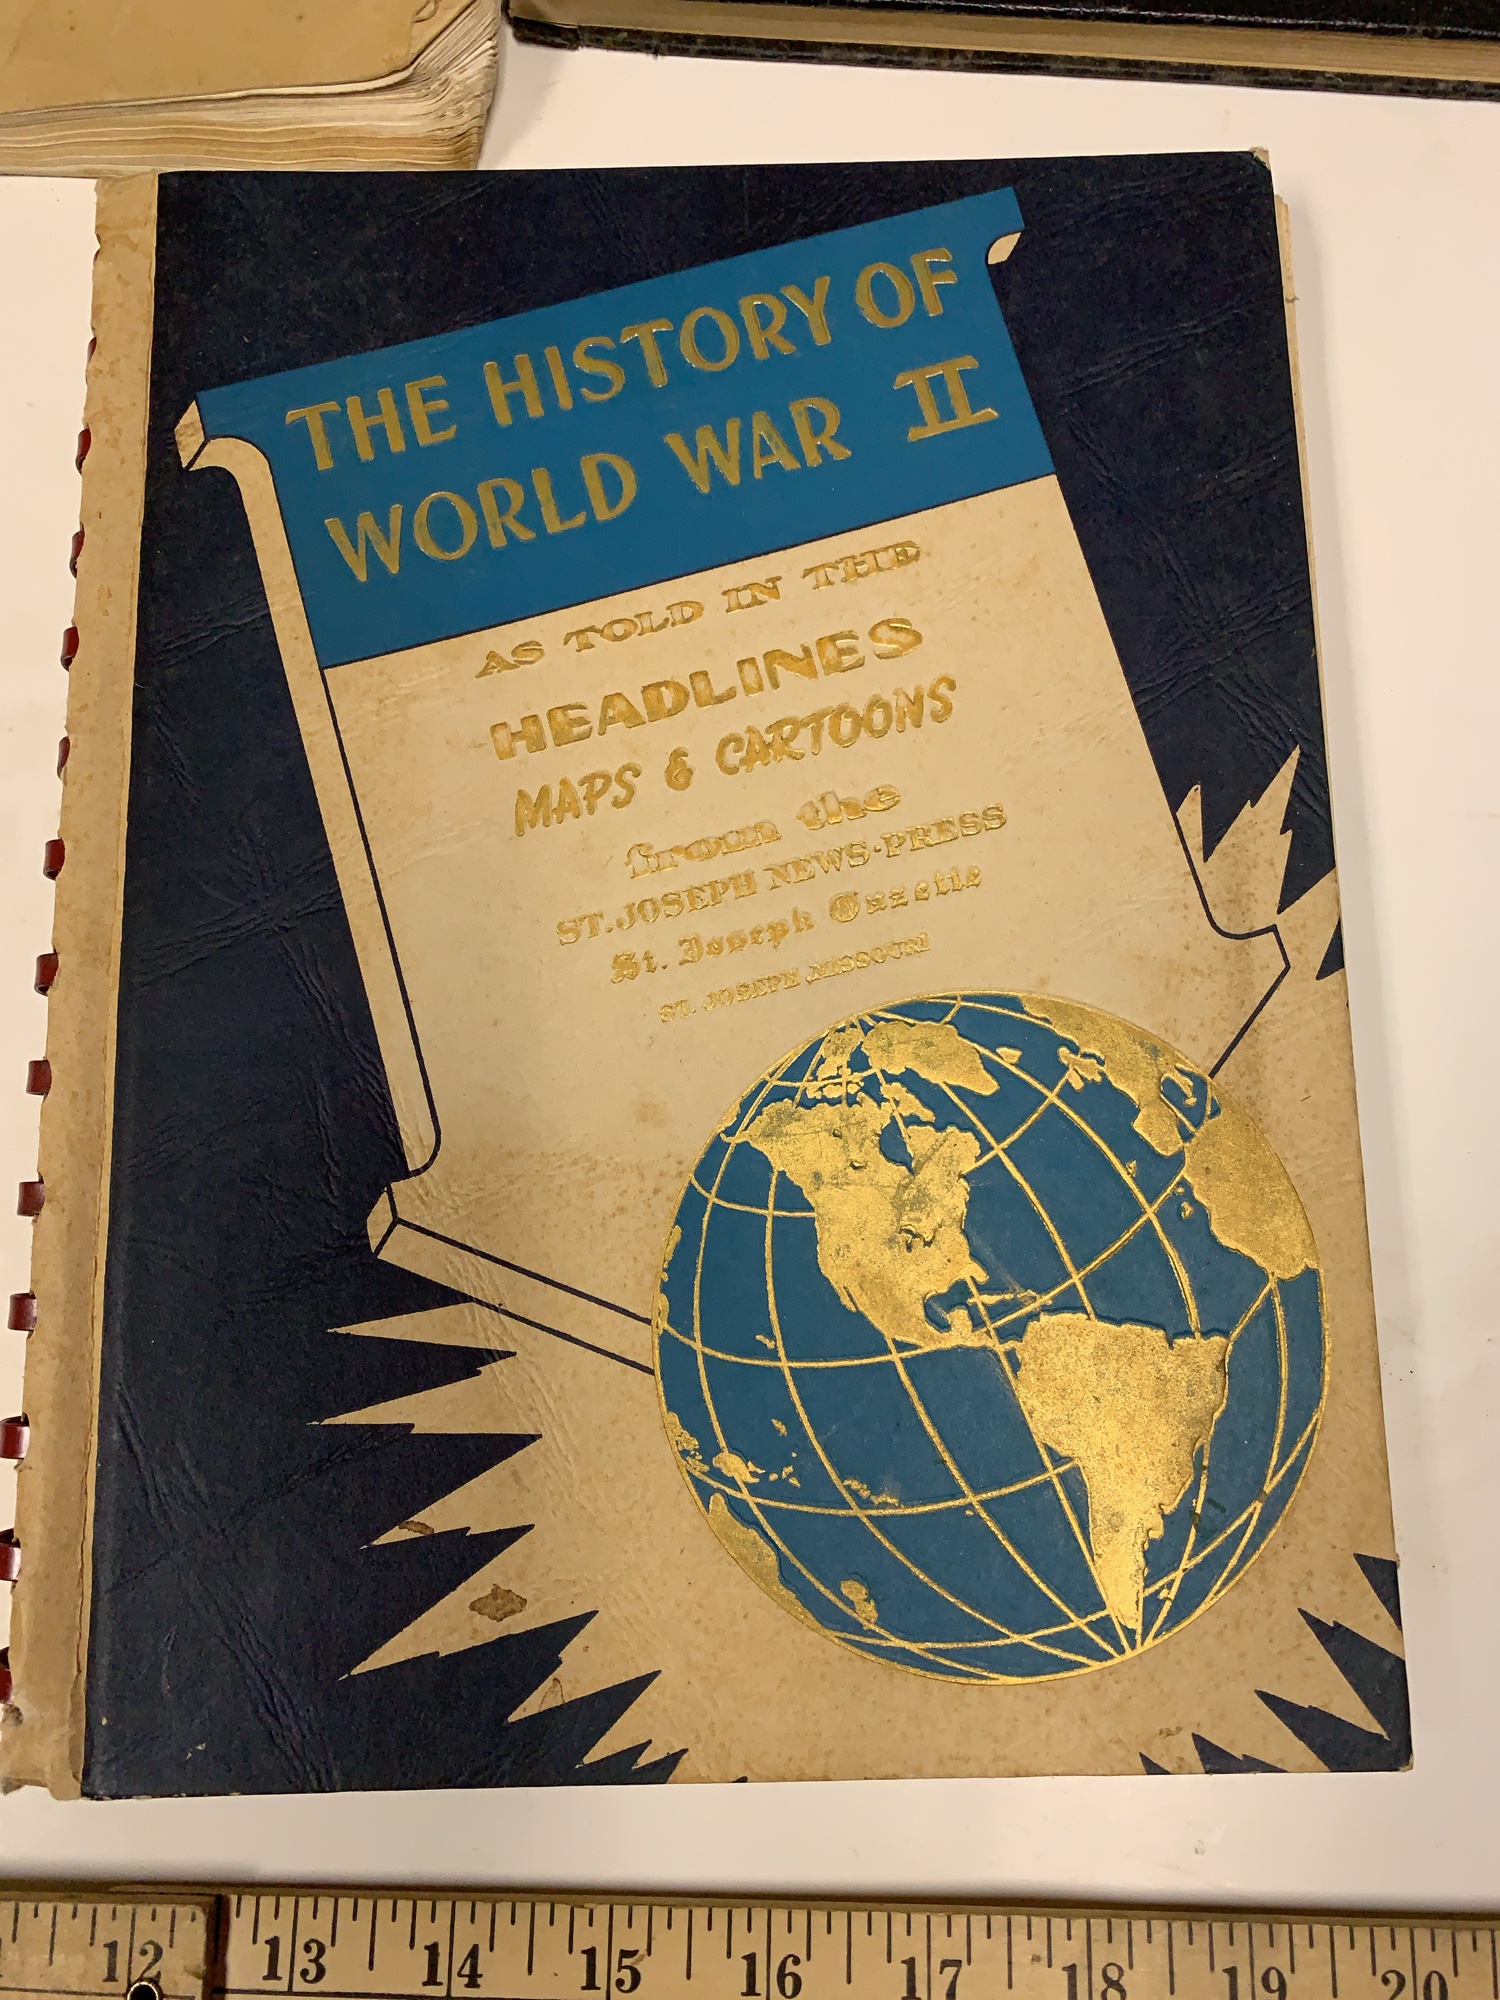 THE HISTORY OF
WORLD WAR II
AS TOLD IN THE
HEADLINES
MAPS & CARTOONS
from the
ST. JOSEPH NEWS-PRESS
St. Joseph Gazette
ST. JOSEPH, MISSOURI
12 13 14 15 16 17 18 19 20